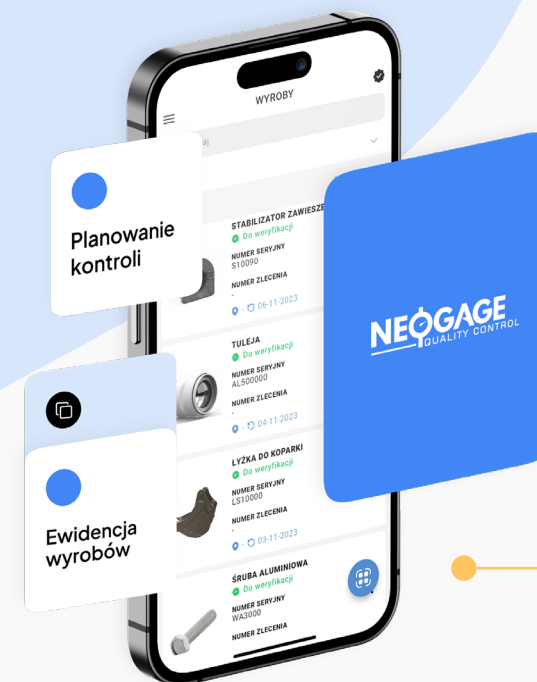 WYROBY
aj
Planowanie
kontroli
STABILIZATOR ZAWIESZE
Do weryfikacji
NUMER SERYJNY
S10090
NUMER ZLECENIA
-
- 06-11-2023
NEOGAGE
QUALITY CONTROL
TULEJA
Do weryfikacji
NUMER SERYJNY
AL500000
NUMER ZLECENIA
-
- 04-11-2023
ŁYŻKA DO KOPARKI
Do weryfikacji
NUMER SERYJNY
LS10000
NUMER ZLECENIA
-
- 03-11-2023
Ewidencja
wyrobów
ŚRUBA ALUMINIOWA
Do weryfikacji
NUMER SERYJNY
WA3000
NUMER ZLECENIA